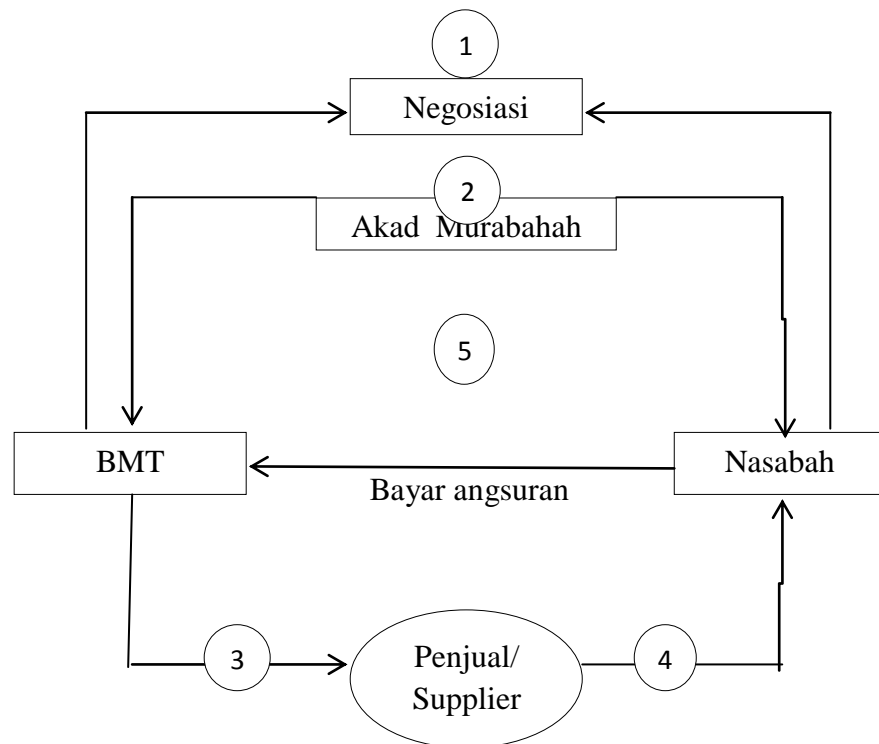 1
Negosiasi
2
Akad Murabahah
5
BMT
Nasabah
Bayar angsuran
3
Penjual/
Supplier
4